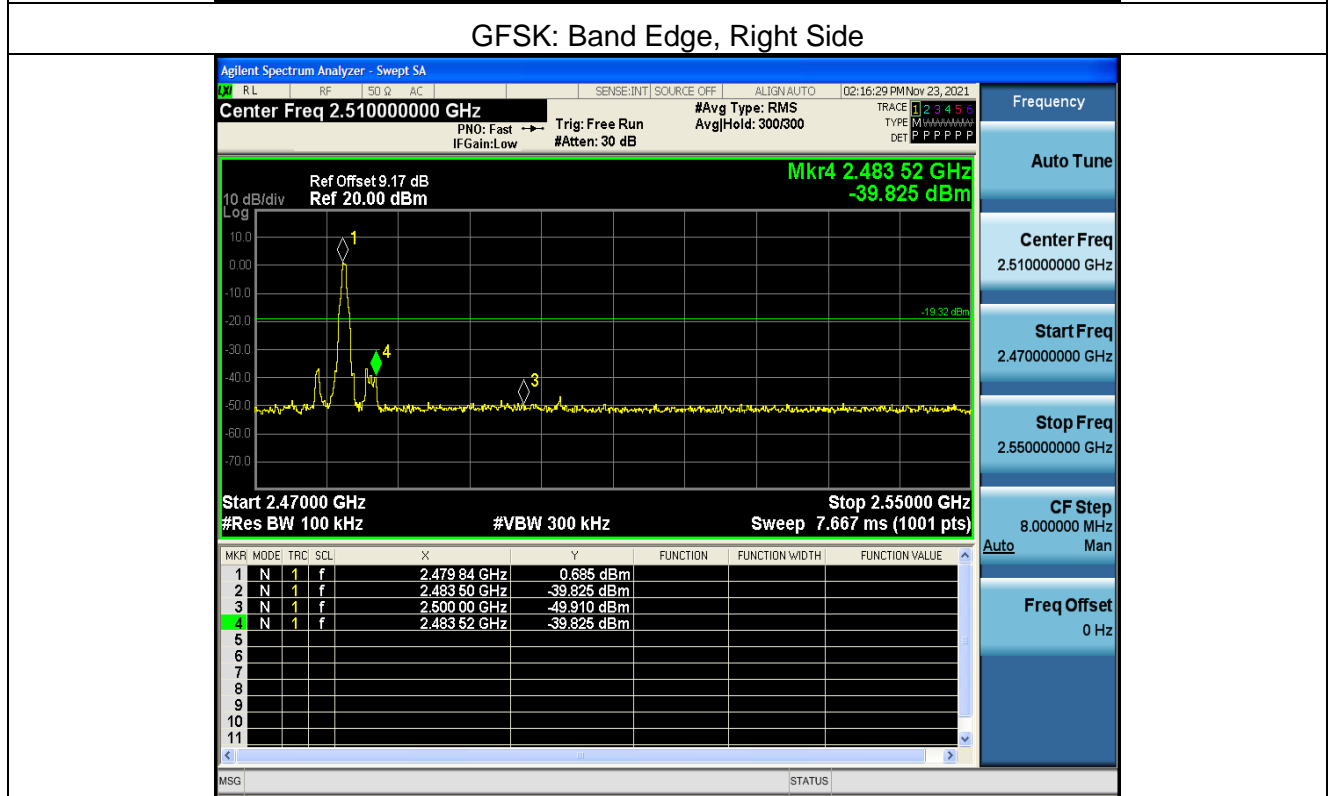 GFSK: Band Edge, Right Side
Agilent Spectrum Analyzer - Swept SA
LXI RL RF 50 Ω AC SENSE:INT SOURCE OFF ALIGN AUTO 02:16:29 PM Nov 23, 2021
Center Freq 2.510000000 GHz #Avg Type: RMS TRACE 1 2 3 4 5 6
PNO: Fast Trig: Free Run Avg|Hold: 300/300 TYPE M
IFGain:Low #Atten: 30 dB DET P P P P P P
Mkr4 2.483 52 GHz
-39.825 dBm
Ref Offset 9.17 dB
10 dB/div Ref 20.00 dBm
Log
10.0
0.00
-10.0
-20.0
-30.0
-40.0
-50.0
-60.0
-70.0
1
4
3
-19.32 dBm
Start 2.47000 GHz Stop 2.55000 GHz
#Res BW 100 kHz #VBW 300 kHz Sweep 7.667 ms (1001 pts)
MKR MODE TRC SCL X Y FUNCTION FUNCTION WIDTH FUNCTION VALUE
1 N 1 f 2.479 84 GHz 0.685 dBm
2 N 1 f 2.483 50 GHz -39.825 dBm
3 N 1 f 2.500 00 GHz -49.910 dBm
4 N 1 f 2.483 52 GHz -39.825 dBm
5
6
7
8
9
10
11
MSG STATUS
Frequency
Auto Tune
Center Freq
2.510000000 GHz
Start Freq
2.470000000 GHz
Stop Freq
2.550000000 GHz
CF Step
8.000000 MHz
Auto Man
Freq Offset
0 Hz